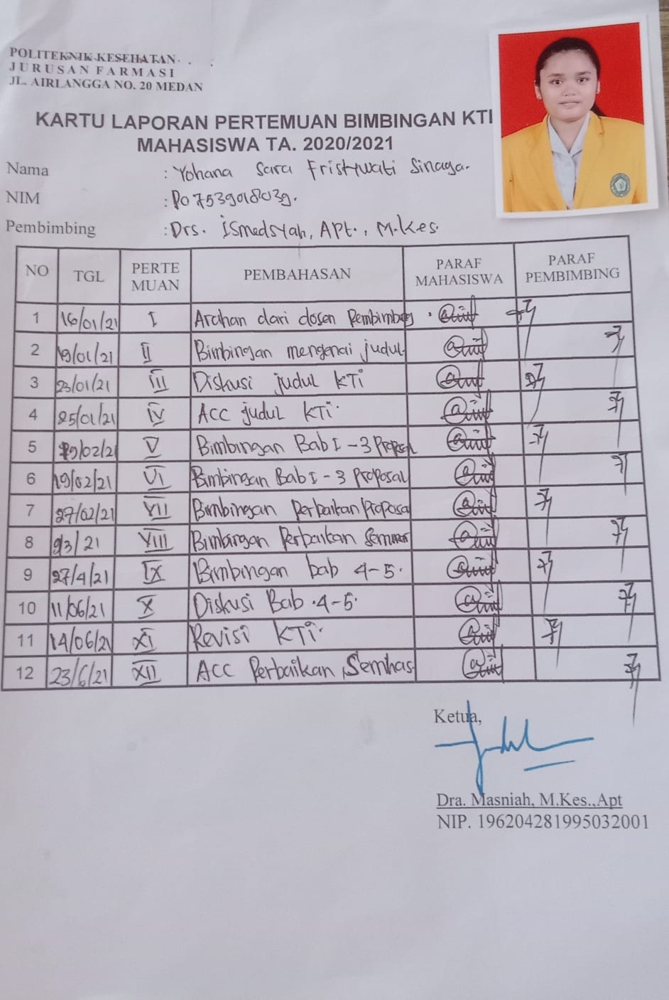 POLITEKNIK KESEHATAN
JURUSAN FARMASI
JL. AIRLANGGA NO. 20 MEDAN
KARTU LAPORAN PERTEMUAN BIMBINGAN KTI
MAHASISWA TA. 2020/2021
Nama : Yohana Sara Fristiwati Sinaga.
NIM : P07539018039.
Pembimbing : Drs. Ismedsyah, APt., M.Kes.
NO TGL PERTE MUAN PEMBAHASAN PARAF MAHASISWA PARAF PEMBIMBING
1 16/01/21 I Arahan dari dosen Pembimbing.
2 19/01/21 II Bimbingan mengenai judul
3 23/01/21 III Diskusi judul KTi
4 25/01/21 IV ACC judul KTi.
5 /02/21 V Bimbingan Bab I - 3 Proposal
6 19/02/21 VI Bimbingan Bab I - 3 Proposal
7 27/02/21 VII Bimbingan Perbaikan Proposal
8 9/3/21 VIII Bimbingan Perbaikan Seminar
9 27/4/21 IX Bimbingan bab 4-5.
10 11/06/21 X Diskusi Bab 4-5.
11 14/06/21 XI Revisi KTi.
12 23/6/21 XII ACC Perbaikan Semhas
Ketua,
Dra. Masniah, M.Kes.,Apt
NIP. 196204281995032001